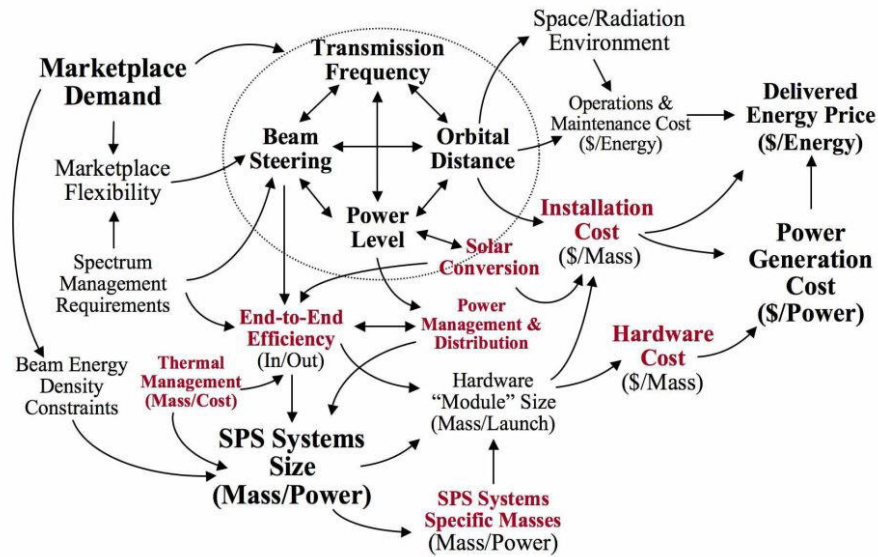 Space/Radiation
Environment
Transmission
Frequency
Marketplace
Demand
Operations &
Maintenance Cost
($/Energy)
Delivered
Energy Price
($/Energy)
Beam
Steering
Orbital
Distance
Marketplace
Flexibility
Power
Level
Installation
Cost
($/Mass)
Solar
Conversion
Power
Generation
Cost
($/Power)
Spectrum
Management
Requirements
End-to-End
Efficiency
(In/Out)
Power
Management &
Distribution
Hardware
Cost
($/Mass)
Beam Energy
Density
Constraints
Thermal
Management
(Mass/Cost)
Hardware
“Module” Size
(Mass/Launch)
SPS Systems
Size
(Mass/Power)
SPS Systems
Specific Masses
(Mass/Power)